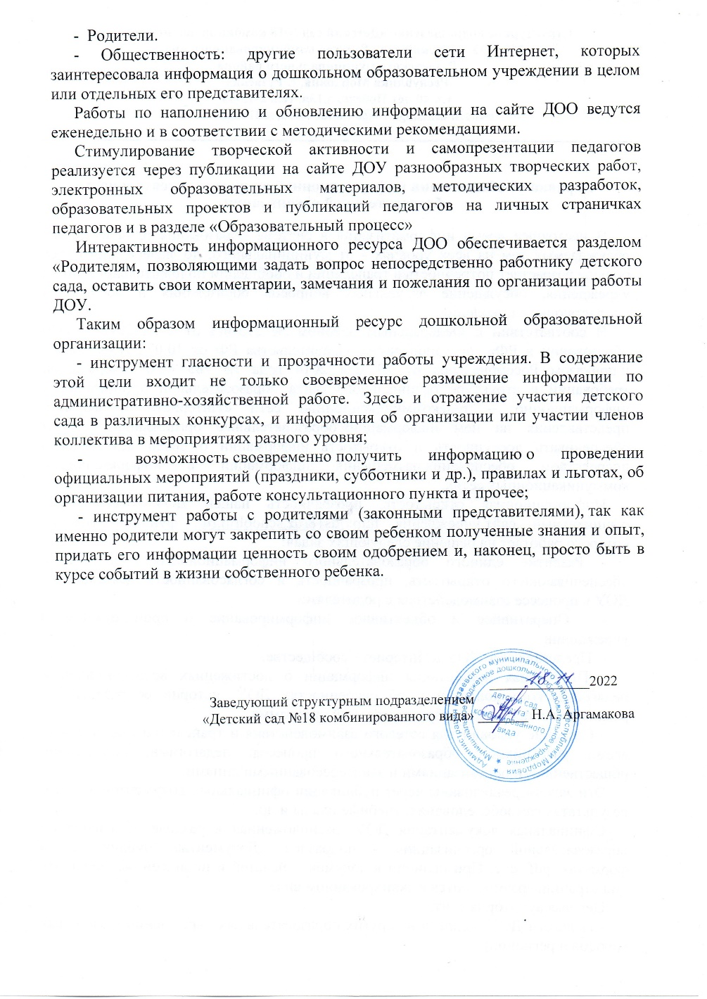 - Родители.
- Общественность: другие пользователи сети Интернет, которых
заинтересовала информация о дошкольном образовательном учреждении в целом
или отдельных его представителях.
Работы по наполнению и обновлению информации на сайте ДОО ведутся
еженедельно и в соответствии с методическими рекомендациями.
Стимулирование творческой активности и самопрезентации педагогов
реализуется через публикации на сайте ДОУ разнообразных творческих работ,
электронных образовательных материалов, методических разработок,
образовательных проектов и публикаций педагогов на личных страничках
педагогов и в разделе «Образовательный процесс»
Интерактивность информационного ресурса ДОО обеспечивается разделом
«Родителям, позволяющими задать вопрос непосредственно работнику детского
сада, оставить свои комментарии, замечания и пожелания по организации работы
ДОУ.
Таким образом информационный ресурс дошкольной образовательной
организации:
- инструмент гласности и прозрачности работы учреждения. В содержание
этой цели входит не только своевременное размещение информации по
административно-хозяйственной работе. Здесь и отражение участия детского
сада в различных конкурсах, и информация об организации или участии членов
коллектива в мероприятиях разного уровня;
- возможность своевременно получить информацию о проведении
официальных мероприятий (праздники, субботники и др.), правилах и льготах, об
организации питания, работе консультационного пункта и прочее;
- инструмент работы с родителями (законными представителями), так как
именно родители могут закрепить со своим ребенком полученные знания и опыт,
придать его информации ценность своим одобрением и, наконец, просто быть в
курсе событий в жизни собственного ребенка.
18.11.2022
Заведующий структурным подразделением
«Детский сад №18 комбинированного вида» ________ Н.А. Аргамакова
Администрация Рузаевского муниципального района Республики Мордовия
Муниципальное бюджетное дошкольное образовательное учреждение
детский сад
комбинированного
вида